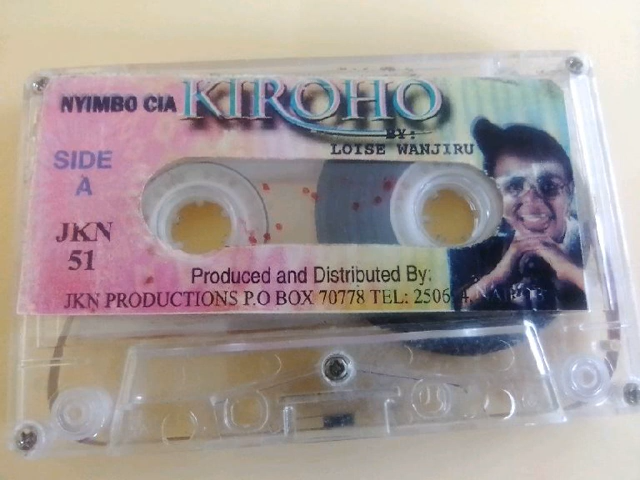 NYIMBO CIA KIROHO
BY:
LOISE WANJIRU
SIDE
A
JKN
51
Produced and Distributed By:
JKN PRODUCTIONS P.O BOX 70778 TEL: